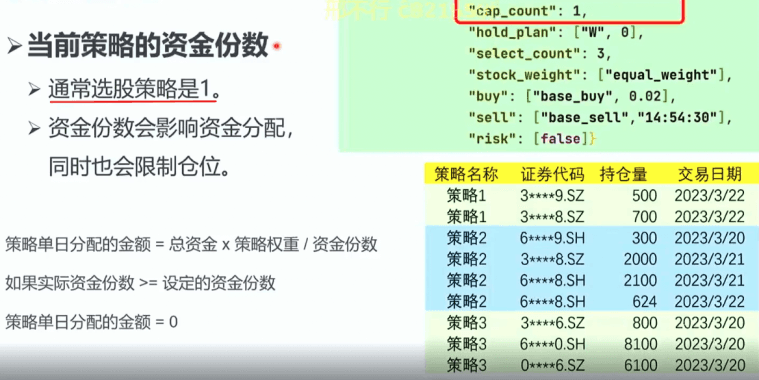 "cap_count": 1,
"hold_plan": ["W", 0],
"select_count": 3,
"stock_weight": ["equal_weight"],
"buy": ["base_buy", 0.02],
"sell": ["base_sell","14:54:30"],
"risk": [false]}
➢当前策略的资金份数
➢ 通常选股策略是1。
➢ 资金份数会影响资金分配，
同时也会限制仓位。
策略单日分配的金额 = 总资金 x 策略权重 / 资金份数
如果实际资金份数 >= 设定的资金份数
策略单日分配的金额 = 0
策略名称 证券代码 持仓量 交易日期
策略1 3****9.SZ 500 2023/3/22
策略1 3****8.SZ 700 2023/3/22
策略2 6****9.SH 300 2023/3/20
策略2 3****8.SZ 2000 2023/3/21
策略2 6****8.SH 2100 2023/3/21
策略2 6****8.SH 624 2023/3/22
策略3 3****6.SZ 800 2023/3/20
策略3 6****0.SH 8100 2023/3/20
策略3 0****6.SZ 6100 2023/3/20